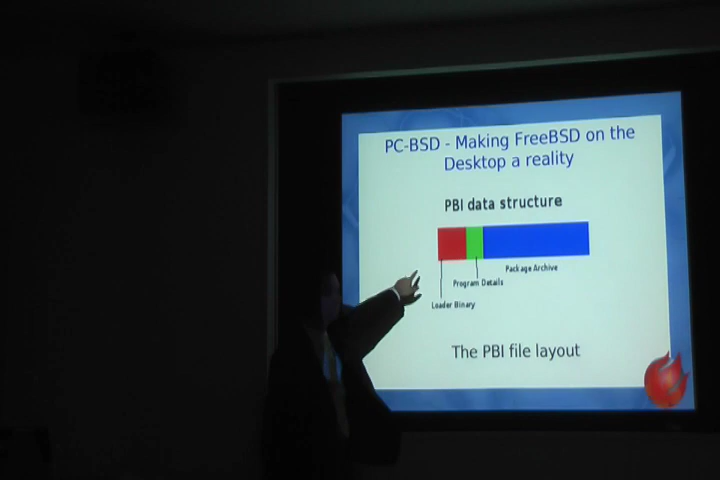 PC-BSD - Making FreeBSD on the
Desktop a reality
PBI data structure
Package Archive
Program Details
Loader Binary
The PBI file layout